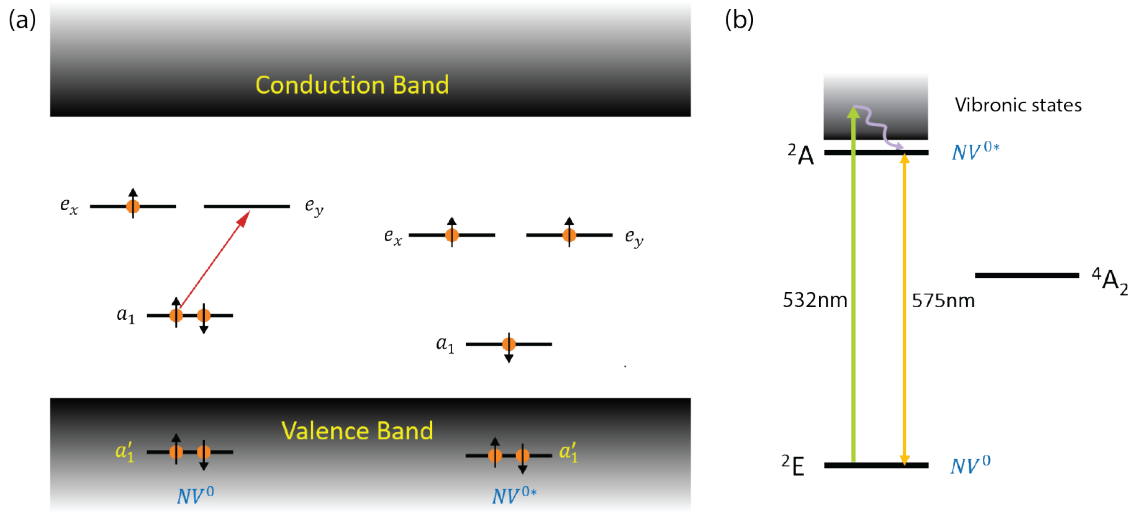 (a)
Conduction Band
e_x
e_y
e_x
e_y
a_1
a_1
Valence Band
a'_1
a'_1
NV^0
NV^{0*}
(b)
Vibronic states
^2A
NV^{0*}
^4A_2
532nm
575nm
^2E
NV^0